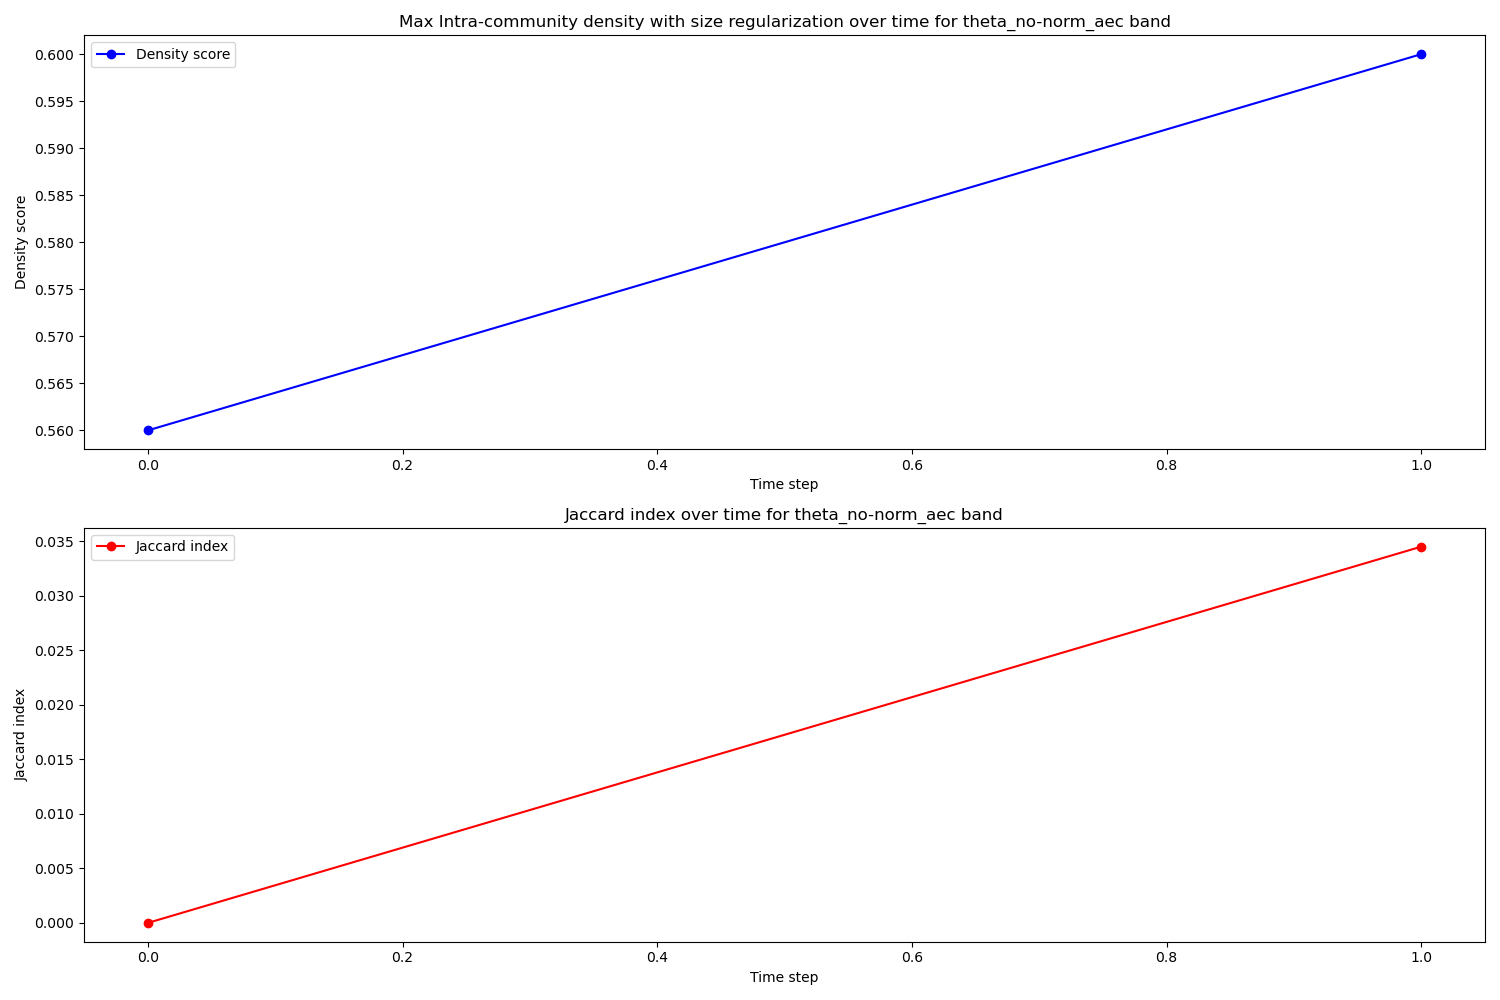 Max Intra-community density with size regularization over time for theta_no-norm_aec band
Density score
0.600
0.595
0.590
0.585
0.580
0.575
0.570
0.565
0.560
Density score
0.0 0.2 0.4 0.6 0.8 1.0
Time step
Jaccard index over time for theta_no-norm_aec band
Jaccard index
0.035
0.030
0.025
0.020
0.015
0.010
0.005
0.000
Jaccard index
0.0 0.2 0.4 0.6 0.8 1.0
Time step